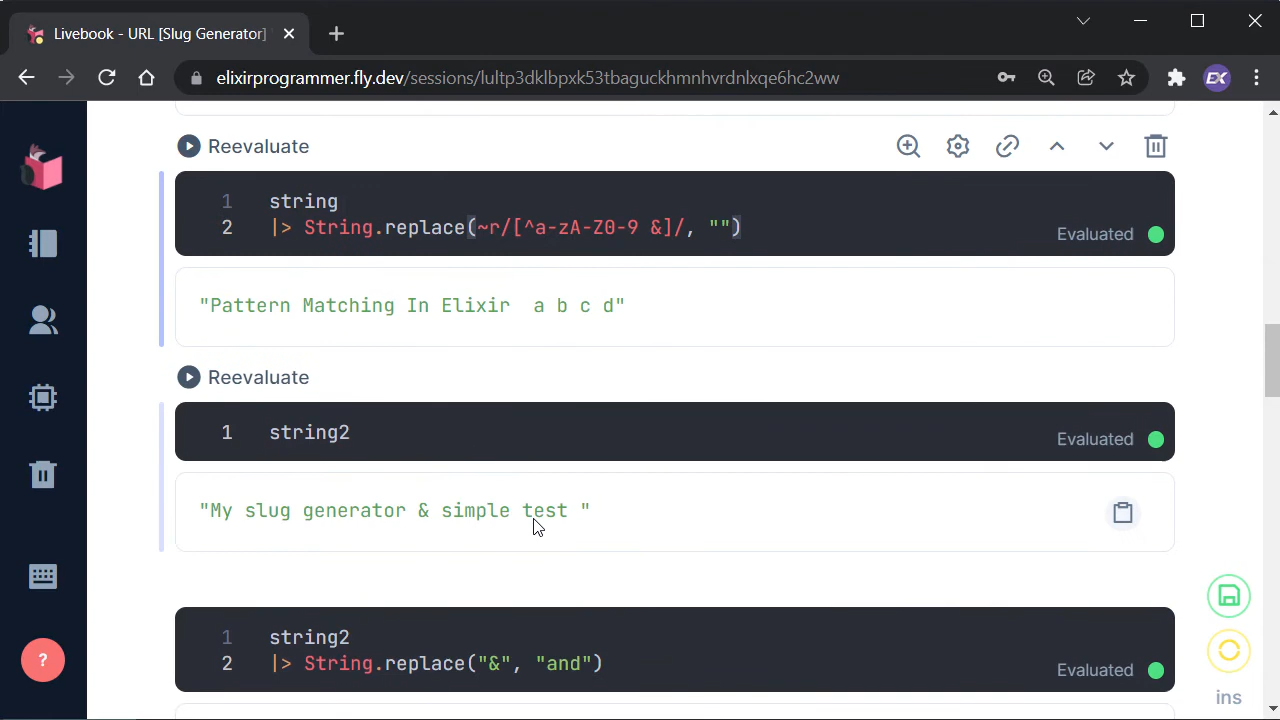 Livebook - URL [Slug Generator]
elixirprogrammer.fly.dev/sessions/lultp3dklbpxk53tbaguckhmnhvrdnlxqe6hc2ww
EX
Reevaluate
1 string
2 |> String.replace(~r/[^a-zA-Z0-9 &]/, "")
Evaluated
"Pattern Matching In Elixir  a b c d"
Reevaluate
1 string2
Evaluated
"My slug generator & simple test "
1 string2
2 |> String.replace("&", "and")
Evaluated
?
ins